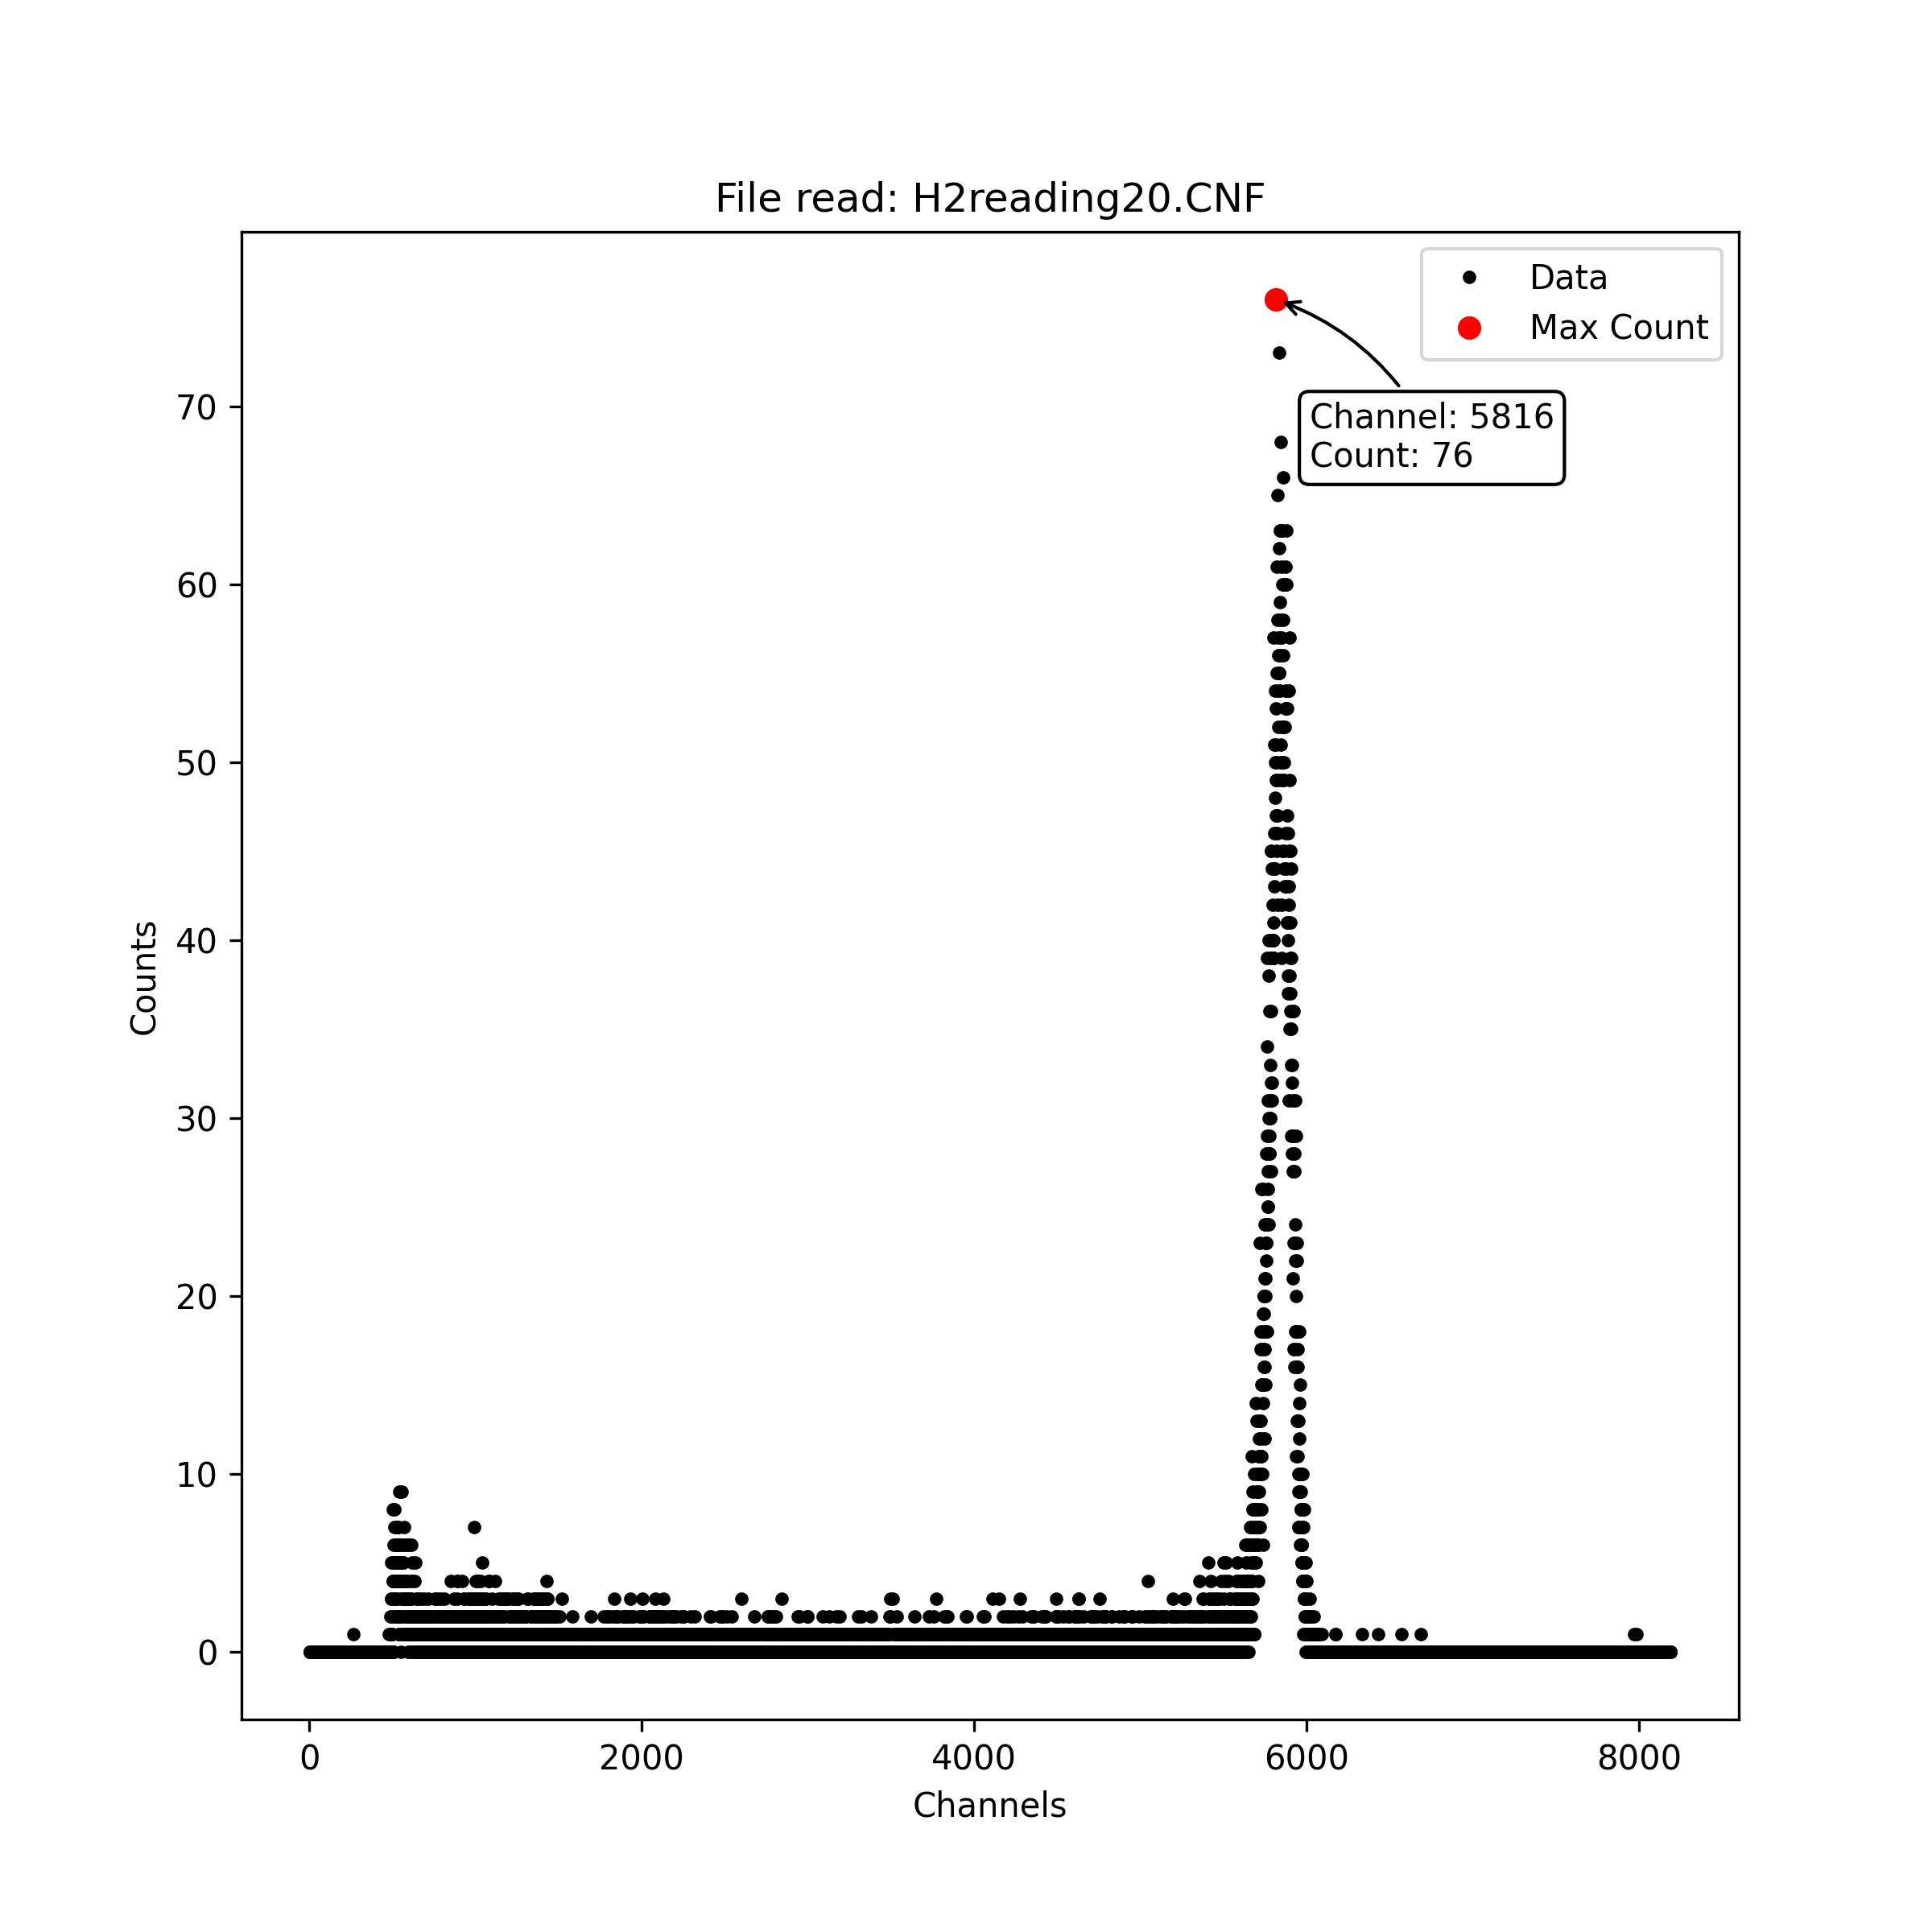 File read: H2reading20.CNF
Data
Max Count
Channel: 5816
Count: 76
Counts
70
60
50
40
30
20
10
0
0 2000 4000 6000 8000
Channels